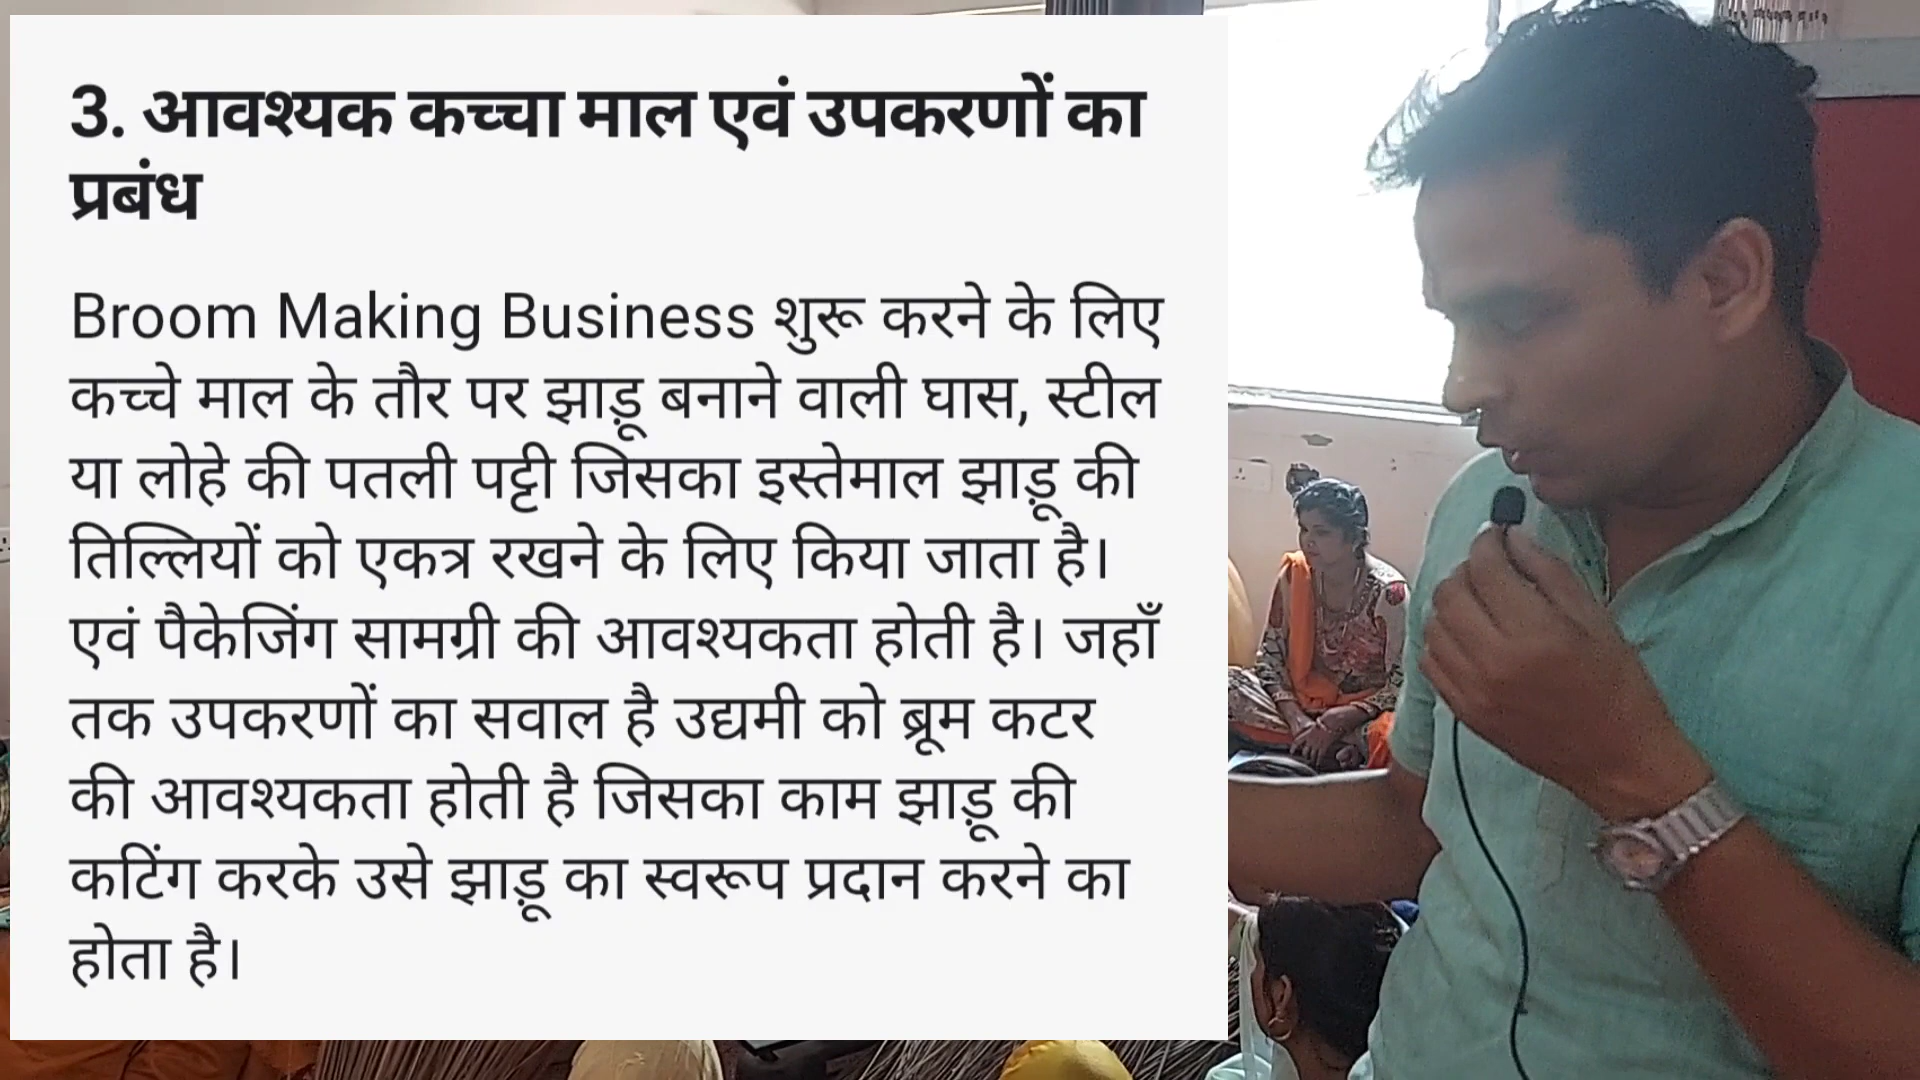 3. आवश्यक कच्चा माल एवं उपकरणों का
प्रबंध
Broom Making Business शुरू करने के लिए
कच्चे माल के तौर पर झाड़ू बनाने वाली घास, स्टील
या लोहे की पतली पट्टी जिसका इस्तेमाल झाड़ू की
तिल्लियों को एकत्र रखने के लिए किया जाता है।
एवं पैकेजिंग सामग्री की आवश्यकता होती है। जहाँ
तक उपकरणों का सवाल है उद्यमी को ब्रूम कटर
की आवश्यकता होती है जिसका काम झाड़ू की
कटिंग करके उसे झाड़ू का स्वरूप प्रदान करने का
होता है।